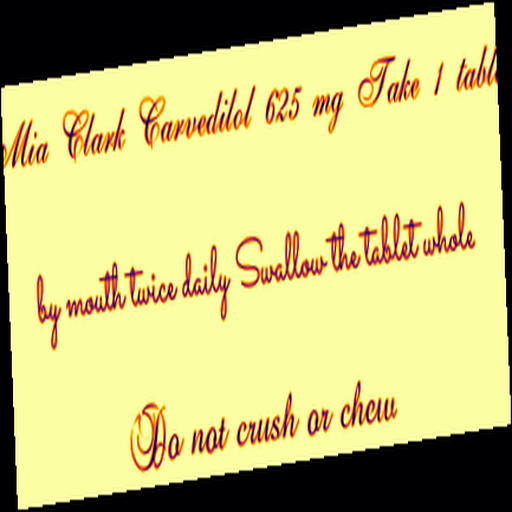 Mia Clark Carvedilol 625 mg Take 1 tabl
by mouth twice daily Swallow the tablet whole
Do not crush or chew